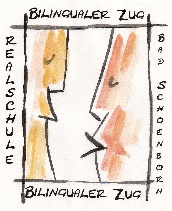 BILINGUALER ZUG
REALSCHULE
BAD SCHOENBORN
BILINGUALER ZUG